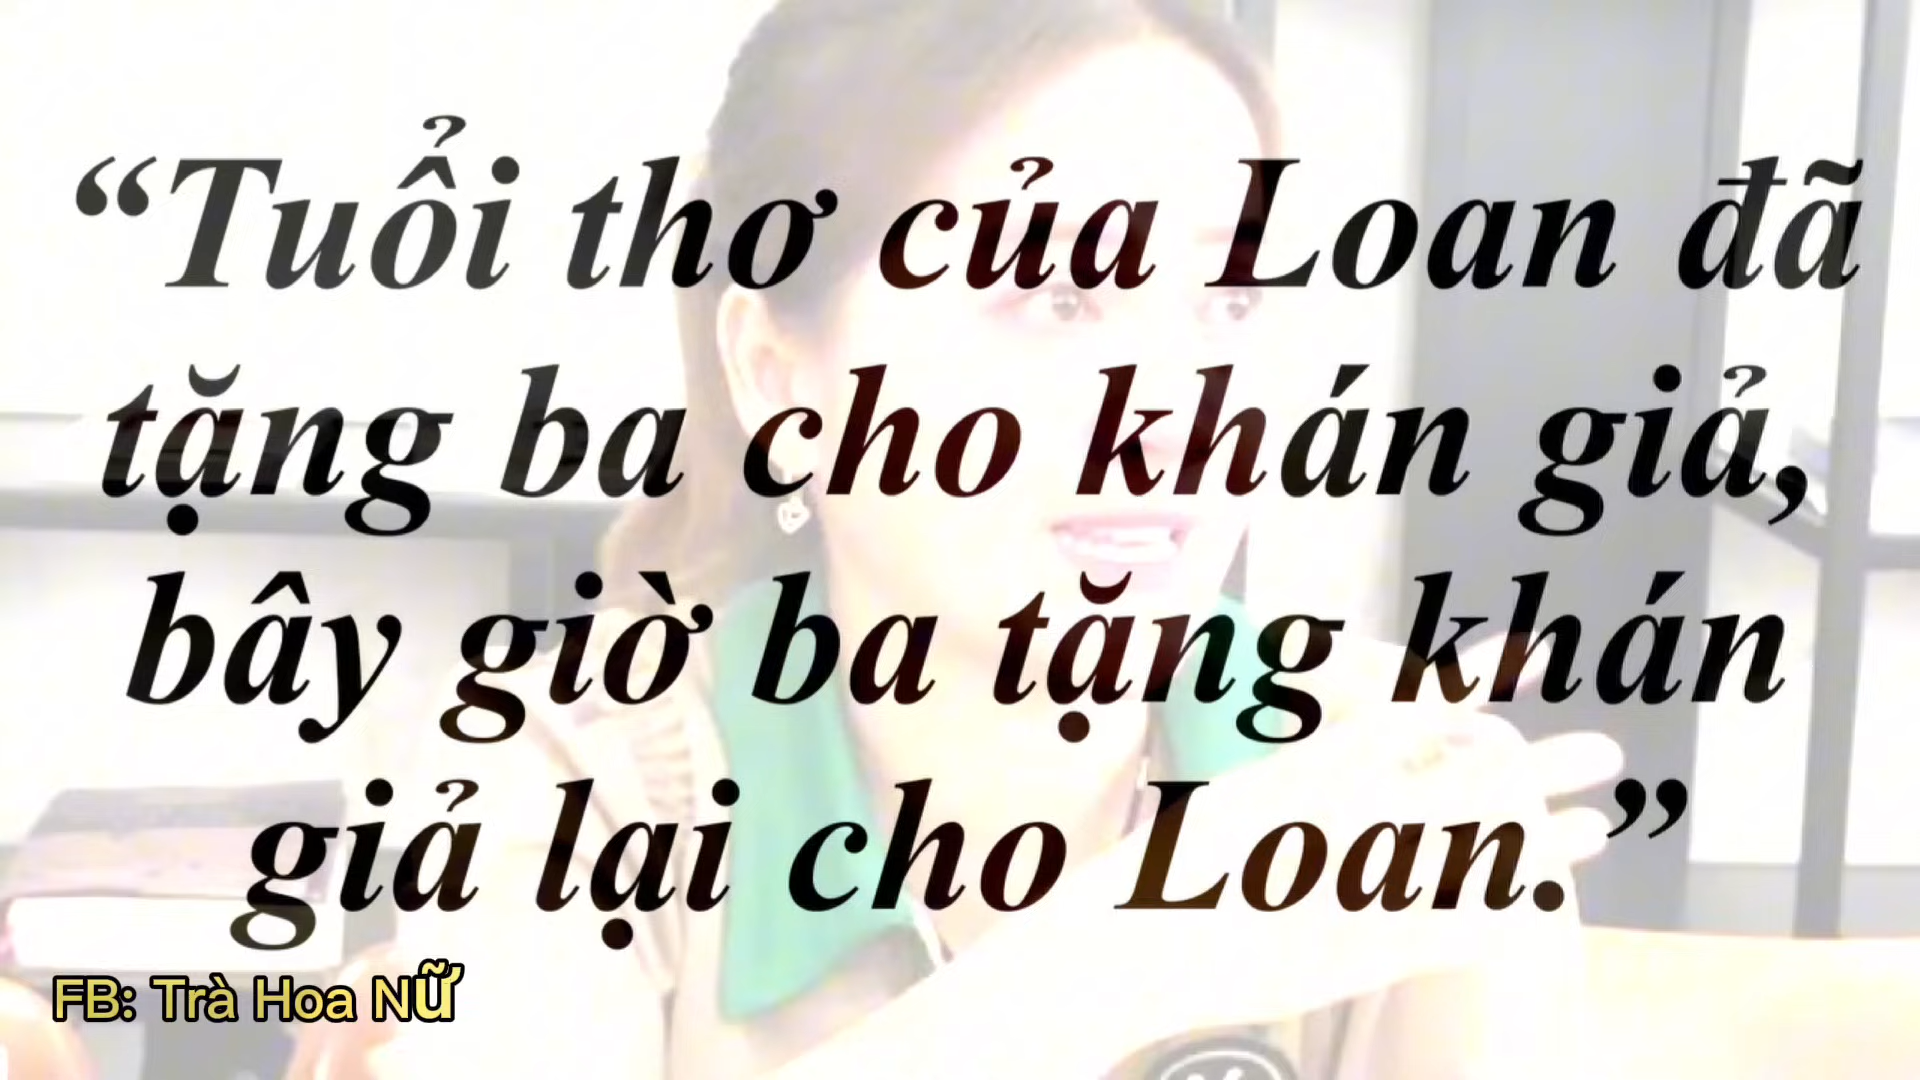 “Tuổi thơ của Loan đã
tặng ba cho khán giả,
bây giờ ba tặng khán
giả lại cho Loan.”
FB: Trà Hoa Nữ